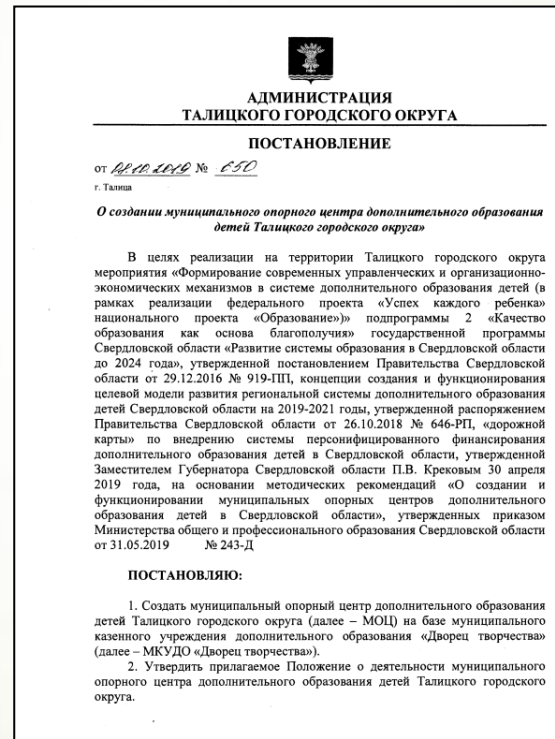 АДМИНИСТРАЦИЯ
ТАЛИЦКОГО ГОРОДСКОГО ОКРУГА
ПОСТАНОВЛЕНИЕ
от 08.10.2019 № 650
г. Талица
О создании муниципального опорного центра дополнительного образования
детей Талицкого городского округа»
В целях реализации на территории Талицкого городского округа
мероприятия «Формирование современных управленческих и организационно-
экономических механизмов в системе дополнительного образования детей (в
рамках реализации федерального проекта «Успех каждого ребенка»
национального проекта «Образование»)» подпрограммы 2 «Качество
образования как основа благополучия» государственной программы
Свердловской области «Развитие системы образования в Свердловской области
до 2024 года», утвержденной постановлением Правительства Свердловской
области от 29.12.2016 № 919-ПП, концепции создания и функционирования
целевой модели развития региональной системы дополнительного образования
детей Свердловской области на 2019-2021 годы, утвержденной распоряжением
Правительства Свердловской области от 26.10.2018 № 646-РП, «дорожной
карты» по внедрению системы персонифицированного финансирования
дополнительного образования детей в Свердловской области, утвержденной
Заместителем Губернатора Свердловской области П.В. Крековым 30 апреля
2019 года, на основании методических рекомендаций «О создании и
функционировании муниципальных опорных центров дополнительного
образования детей в Свердловской области», утвержденных приказом
Министерства общего и профессионального образования Свердловской области
от 31.05.2019 № 243-Д
ПОСТАНОВЛЯЮ:
1. Создать муниципальный опорный центр дополнительного образования
детей Талицкого городского округа (далее – МОЦ) на базе муниципального
казенного учреждения дополнительного образования «Дворец творчества»
(далее – МКУДО «Дворец творчества»).
2. Утвердить прилагаемое Положение о деятельности муниципального
опорного центра дополнительного образования детей Талицкого городского
округа.